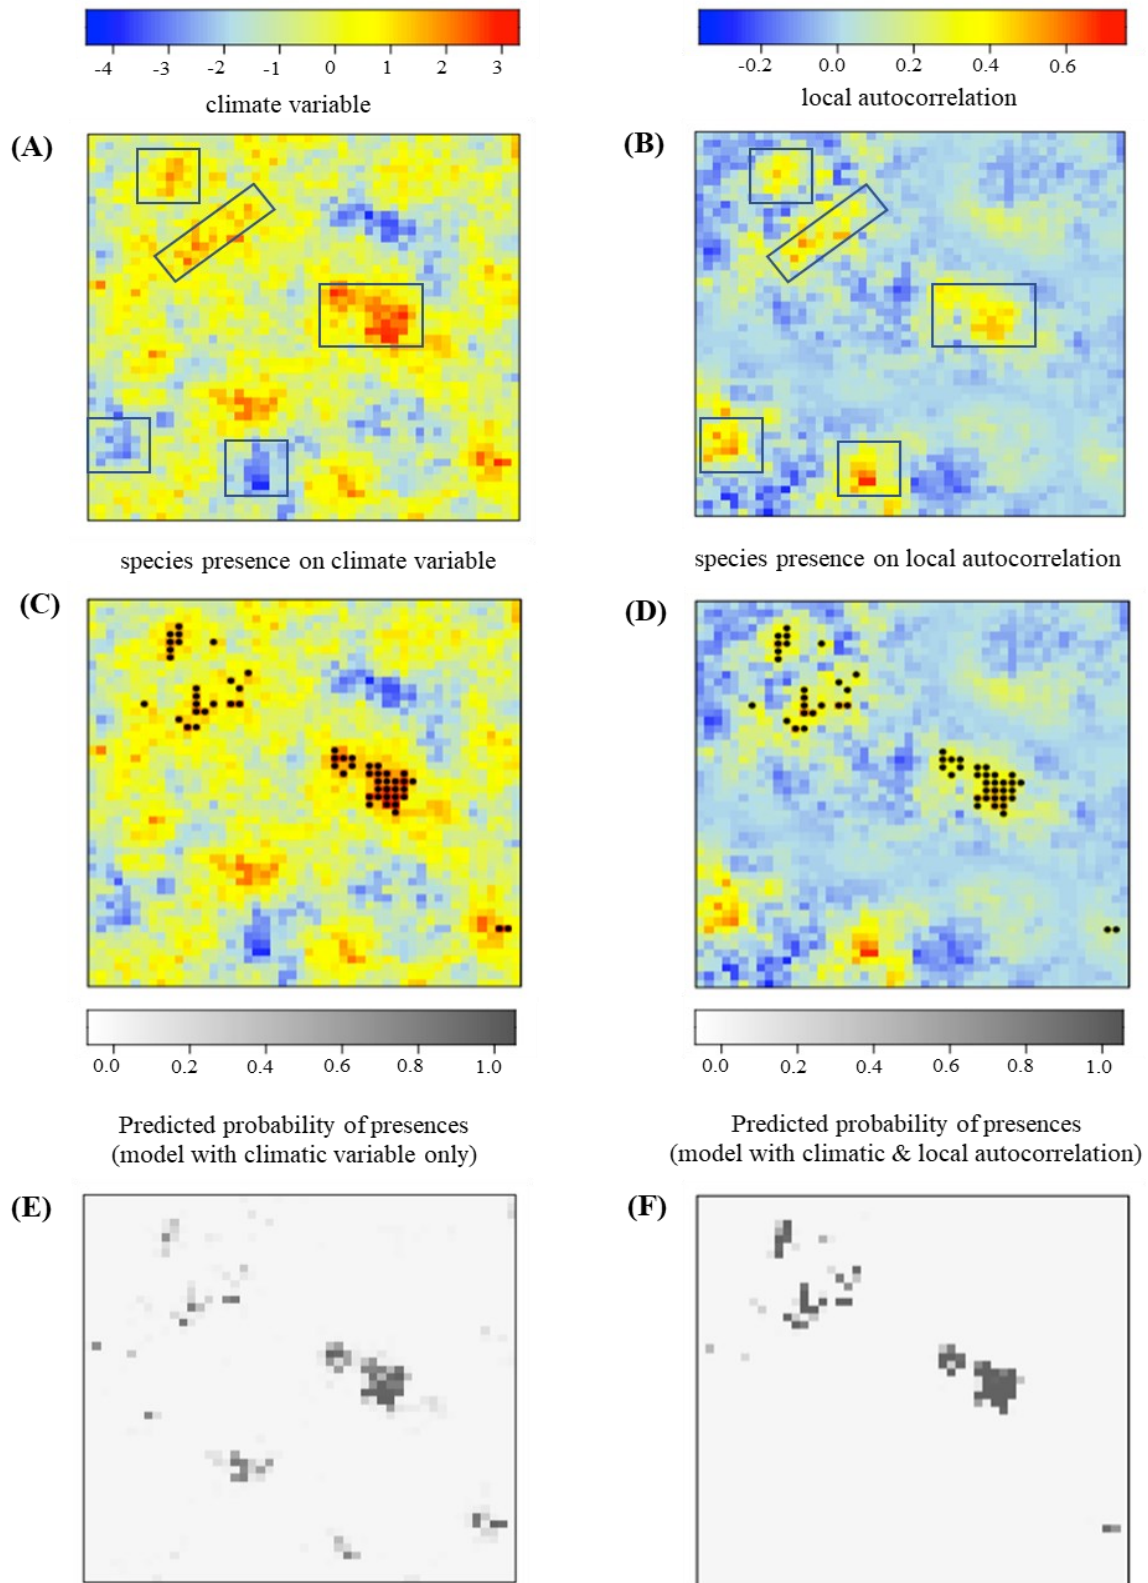 -4 -3 -2 -1 0 1 2 3
climate variable
-0.2 0.0 0.2 0.4 0.6
local autocorrelation
(A)
(B)
species presence on climate variable
species presence on local autocorrelation
(C)
(D)
0.0 0.2 0.4 0.6 0.8 1.0
0.0 0.2 0.4 0.6 0.8 1.0
Predicted probability of presences
(model with climatic variable only)
Predicted probability of presences
(model with climatic & local autocorrelation)
(E)
(F)